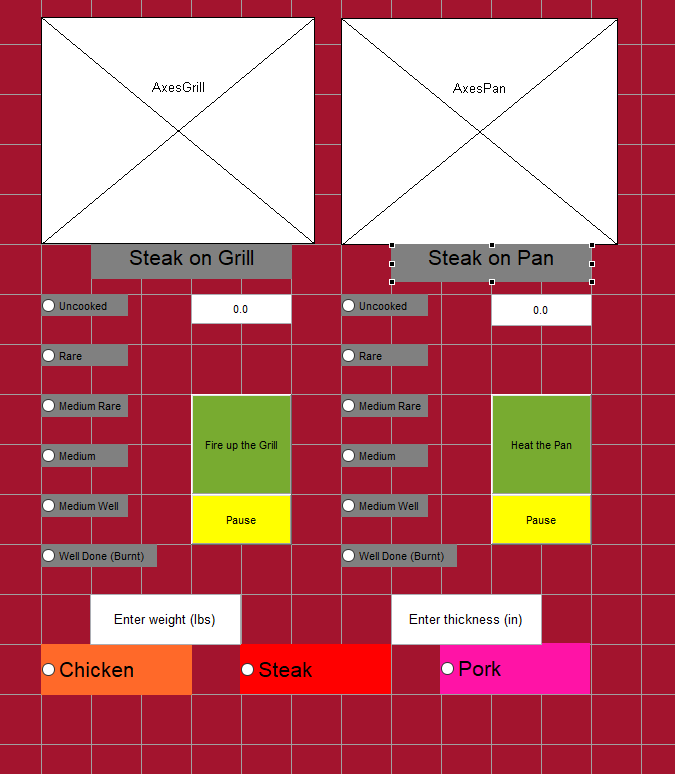 AxesGrill
AxesPan
Steak on Grill
Steak on Pan
Uncooked
0.0
Uncooked
0.0
Rare
Rare
Medium Rare
Medium Rare
Fire up the Grill
Heat the Pan
Medium
Medium
Medium Well
Pause
Medium Well
Pause
Well Done (Burnt)
Well Done (Burnt)
Enter weight (lbs)
Enter thickness (in)
Chicken
Steak
Pork